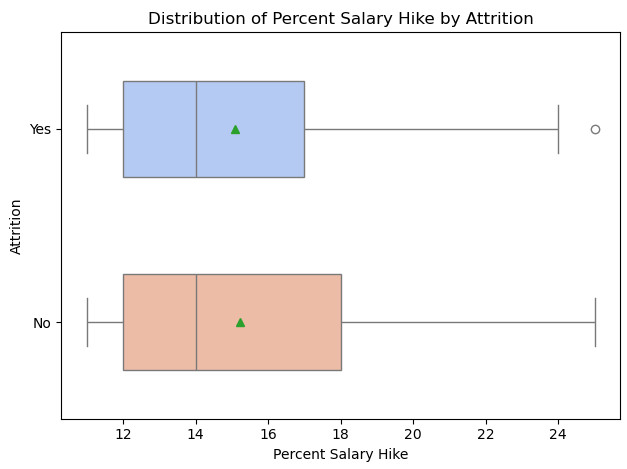 Distribution of Percent Salary Hike by Attrition
Yes
Attrition
No
12 14 16 18 20 22 24
Percent Salary Hike